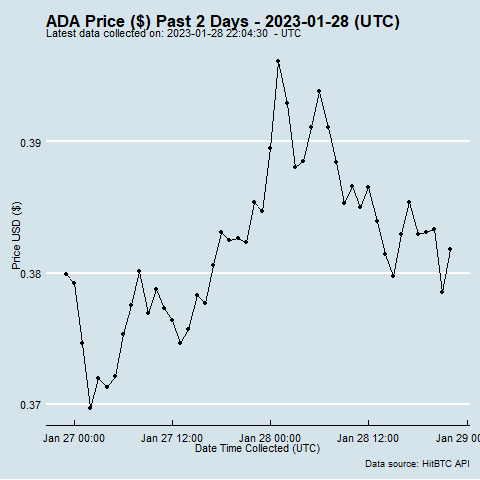 ADA Price ($) Past 2 Days - 2023-01-28 (UTC)
Latest data collected on: 2023-01-28 22:04:30 - UTC
0.39
Price USD ($)
0.38
0.37
Jan 27 00:00 Jan 27 12:00 Jan 28 00:00 Jan 28 12:00 Jan 29 00
Date Time Collected (UTC)
Data source: HitBTC API